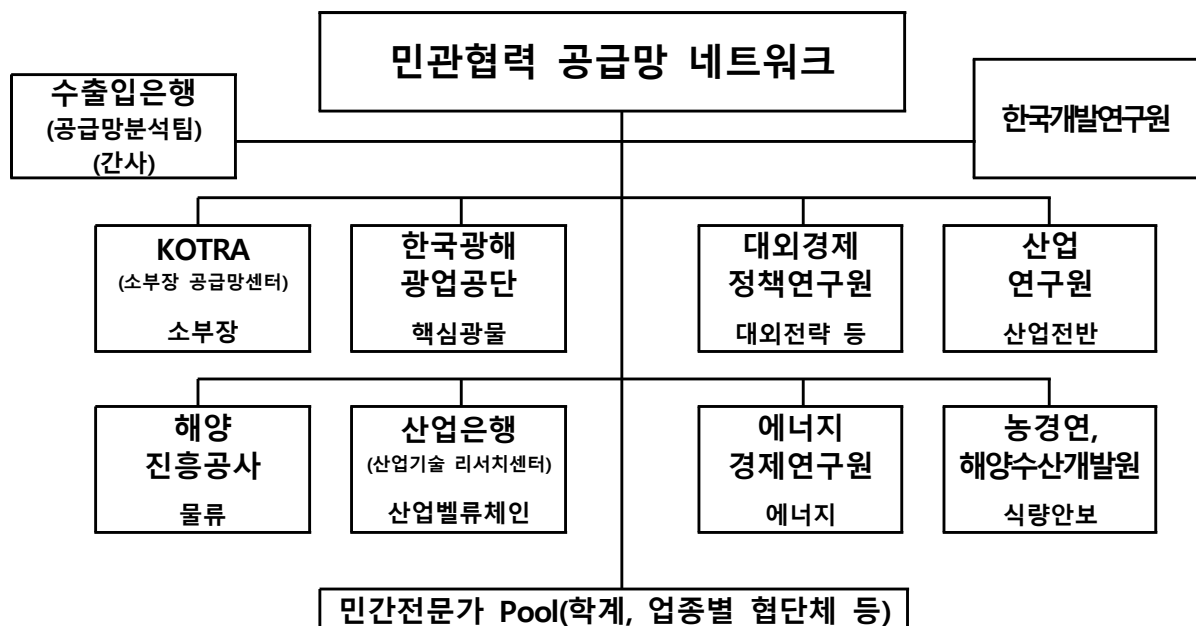 민관협력 공급망 네트워크
수출입은행
(공급망분석팀)
(간사)
한국개발연구원
KOTRA
(소부장 공급망센터)
소부장
한국광해
광업공단
핵심광물
대외경제
정책연구원
대외전략 등
산업
연구원
산업전반
해양
진흥공사
물류
산업은행
(산업기술 리서치센터)
산업벨류체인
에너지
경제연구원
에너지
농경연,
해양수산개발원
식량안보
민간전문가 Pool(학계, 업종별 협단체 등)